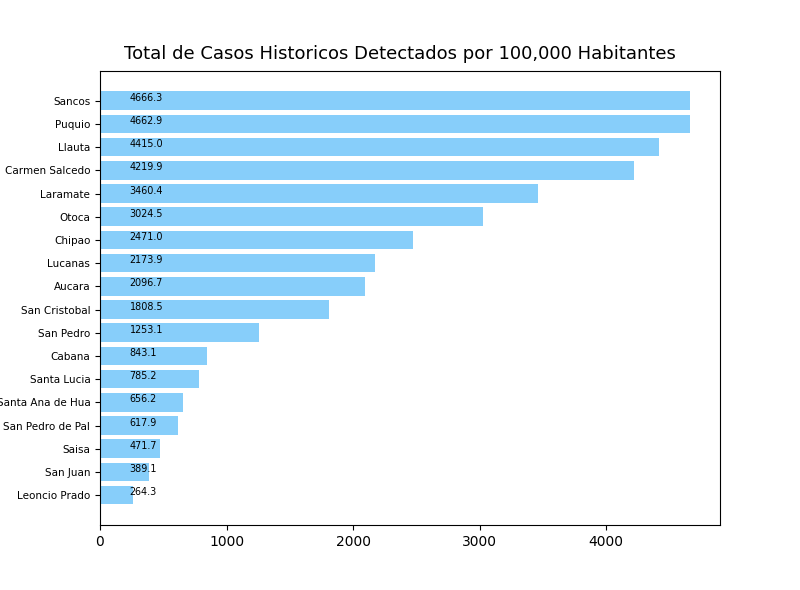 Total de Casos Historicos Detectados por 100,000 Habitantes
Sancos 4666.3
Puquio 4662.9
Llauta 4415.0
Carmen Salcedo 4219.9
Laramate 3460.4
Otoca 3024.5
Chipao 2471.0
Lucanas 2173.9
Aucara 2096.7
San Cristobal 1808.5
San Pedro 1253.1
Cabana 843.1
Santa Lucia 785.2
Santa Ana de Hua 656.2
San Pedro de Pal 617.9
Saisa 471.7
San Juan 389.1
Leoncio Prado 264.3
0 1000 2000 3000 4000